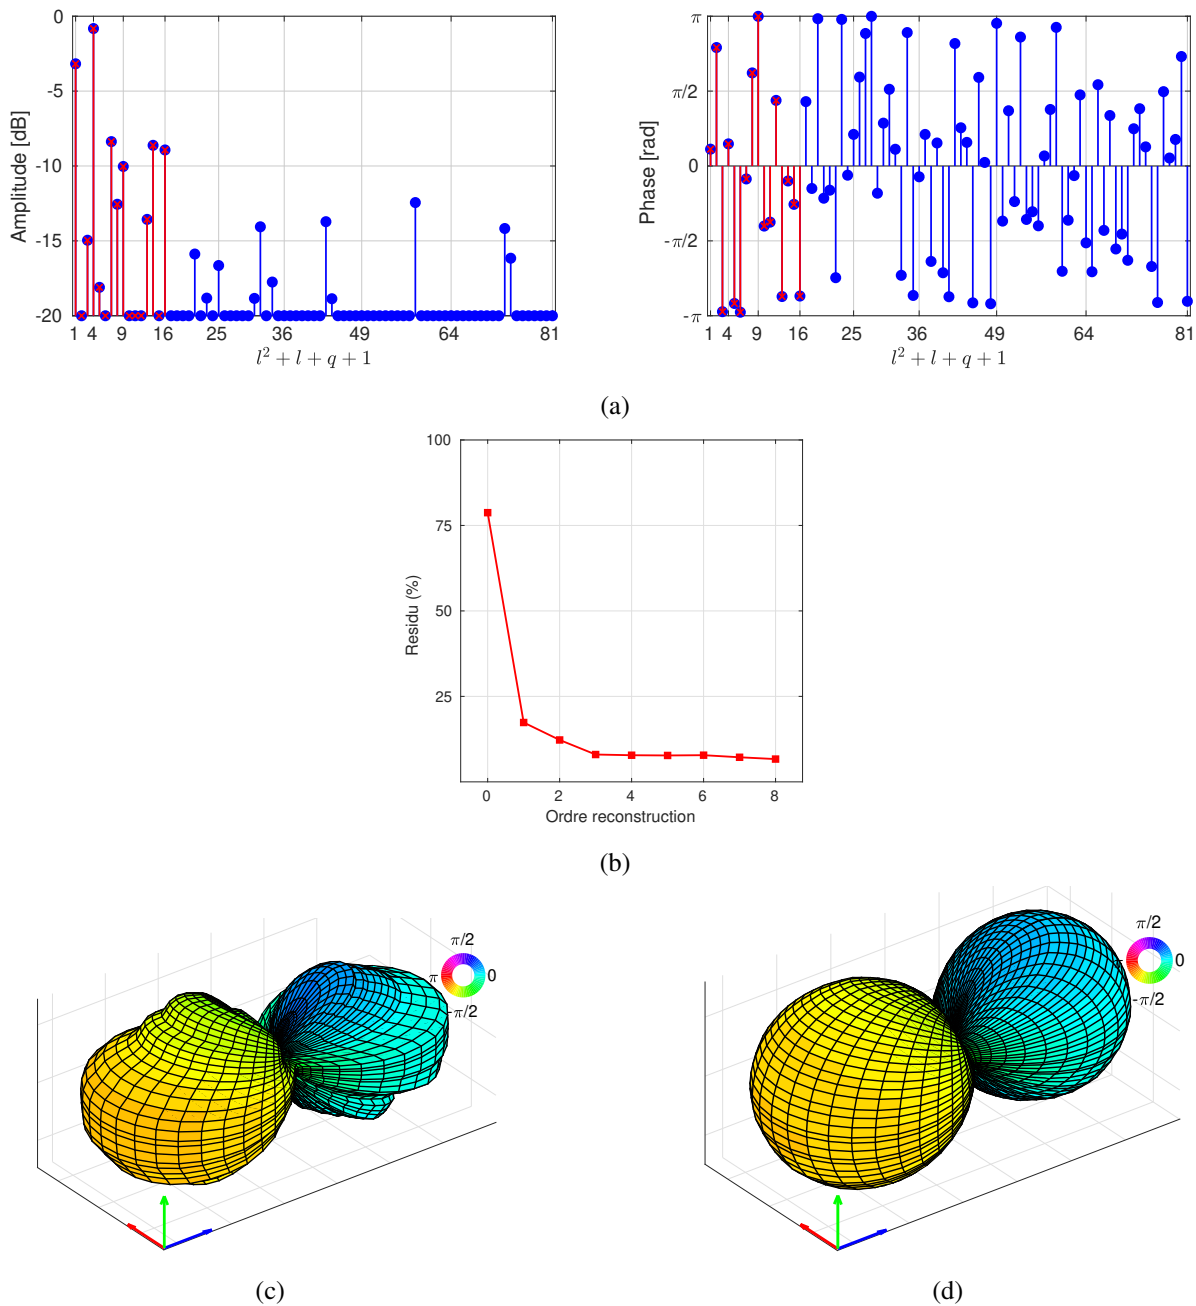 0
-5
-10
-15
-20
Amplitude [dB]
1 4 9 16 25 36 49 64 81
l² + l + q + 1
π
π/2
0
-π/2
-π
Phase [rad]
1 4 9 16 25 36 49 64 81
l² + l + q + 1
(a)
100
75
50
25
Residu (%)
0 2 4 6 8
Ordre reconstruction
(b)
π/2
π 0
-π/2
(c)
π/2
π 0
-π/2
(d)